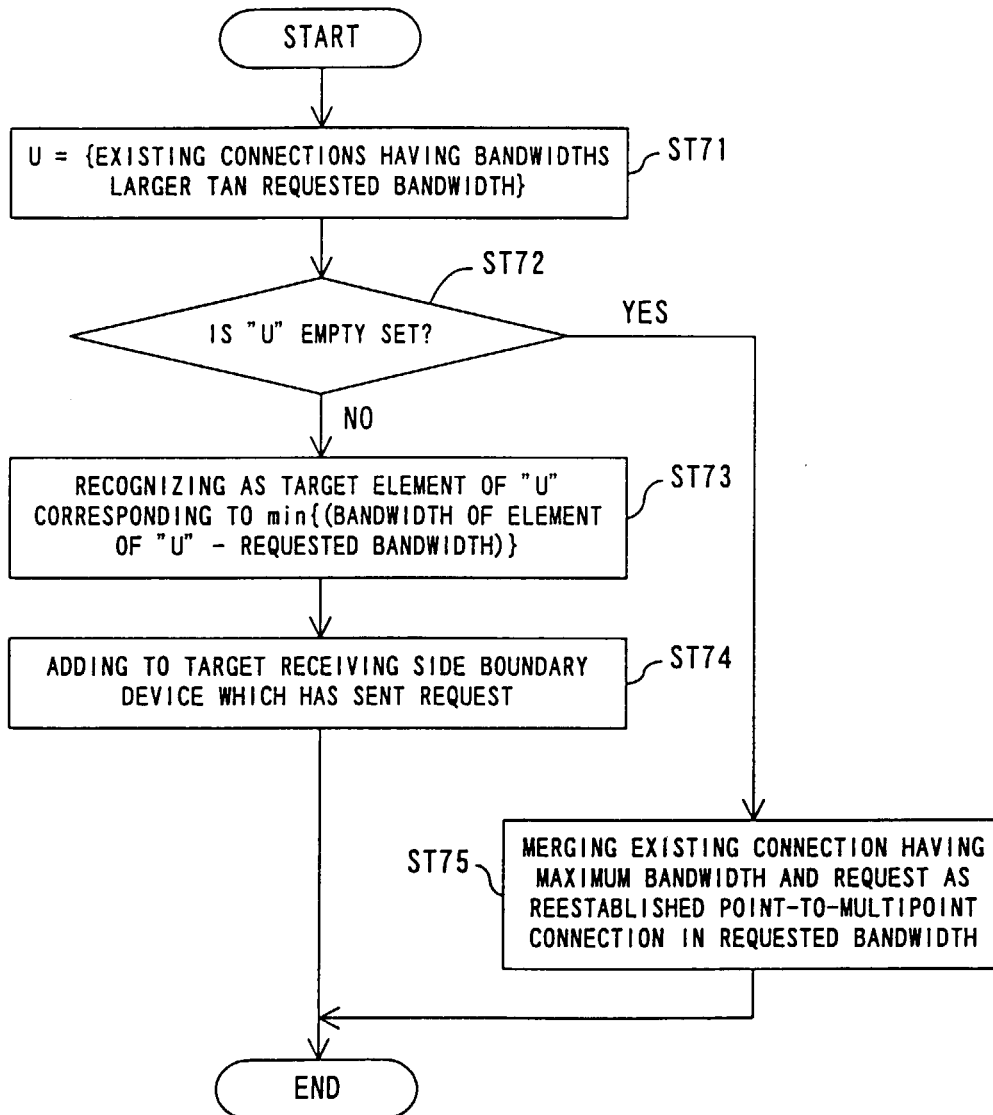 START
U = {EXISTING CONNECTIONS HAVING BANDWIDTHS
LARGER TAN REQUESTED BANDWIDTH}
ST71
ST72
IS "U" EMPTY SET?
YES
NO
RECOGNIZING AS TARGET ELEMENT OF "U"
CORRESPONDING TO min{(BANDWIDTH OF ELEMENT
OF "U" - REQUESTED BANDWIDTH)}
ST73
ADDING TO TARGET RECEIVING SIDE BOUNDARY
DEVICE WHICH HAS SENT REQUEST
ST74
ST75
MERGING EXISTING CONNECTION HAVING
MAXIMUM BANDWIDTH AND REQUEST AS
REESTABLISHED POINT-TO-MULTIPOINT
CONNECTION IN REQUESTED BANDWIDTH
END